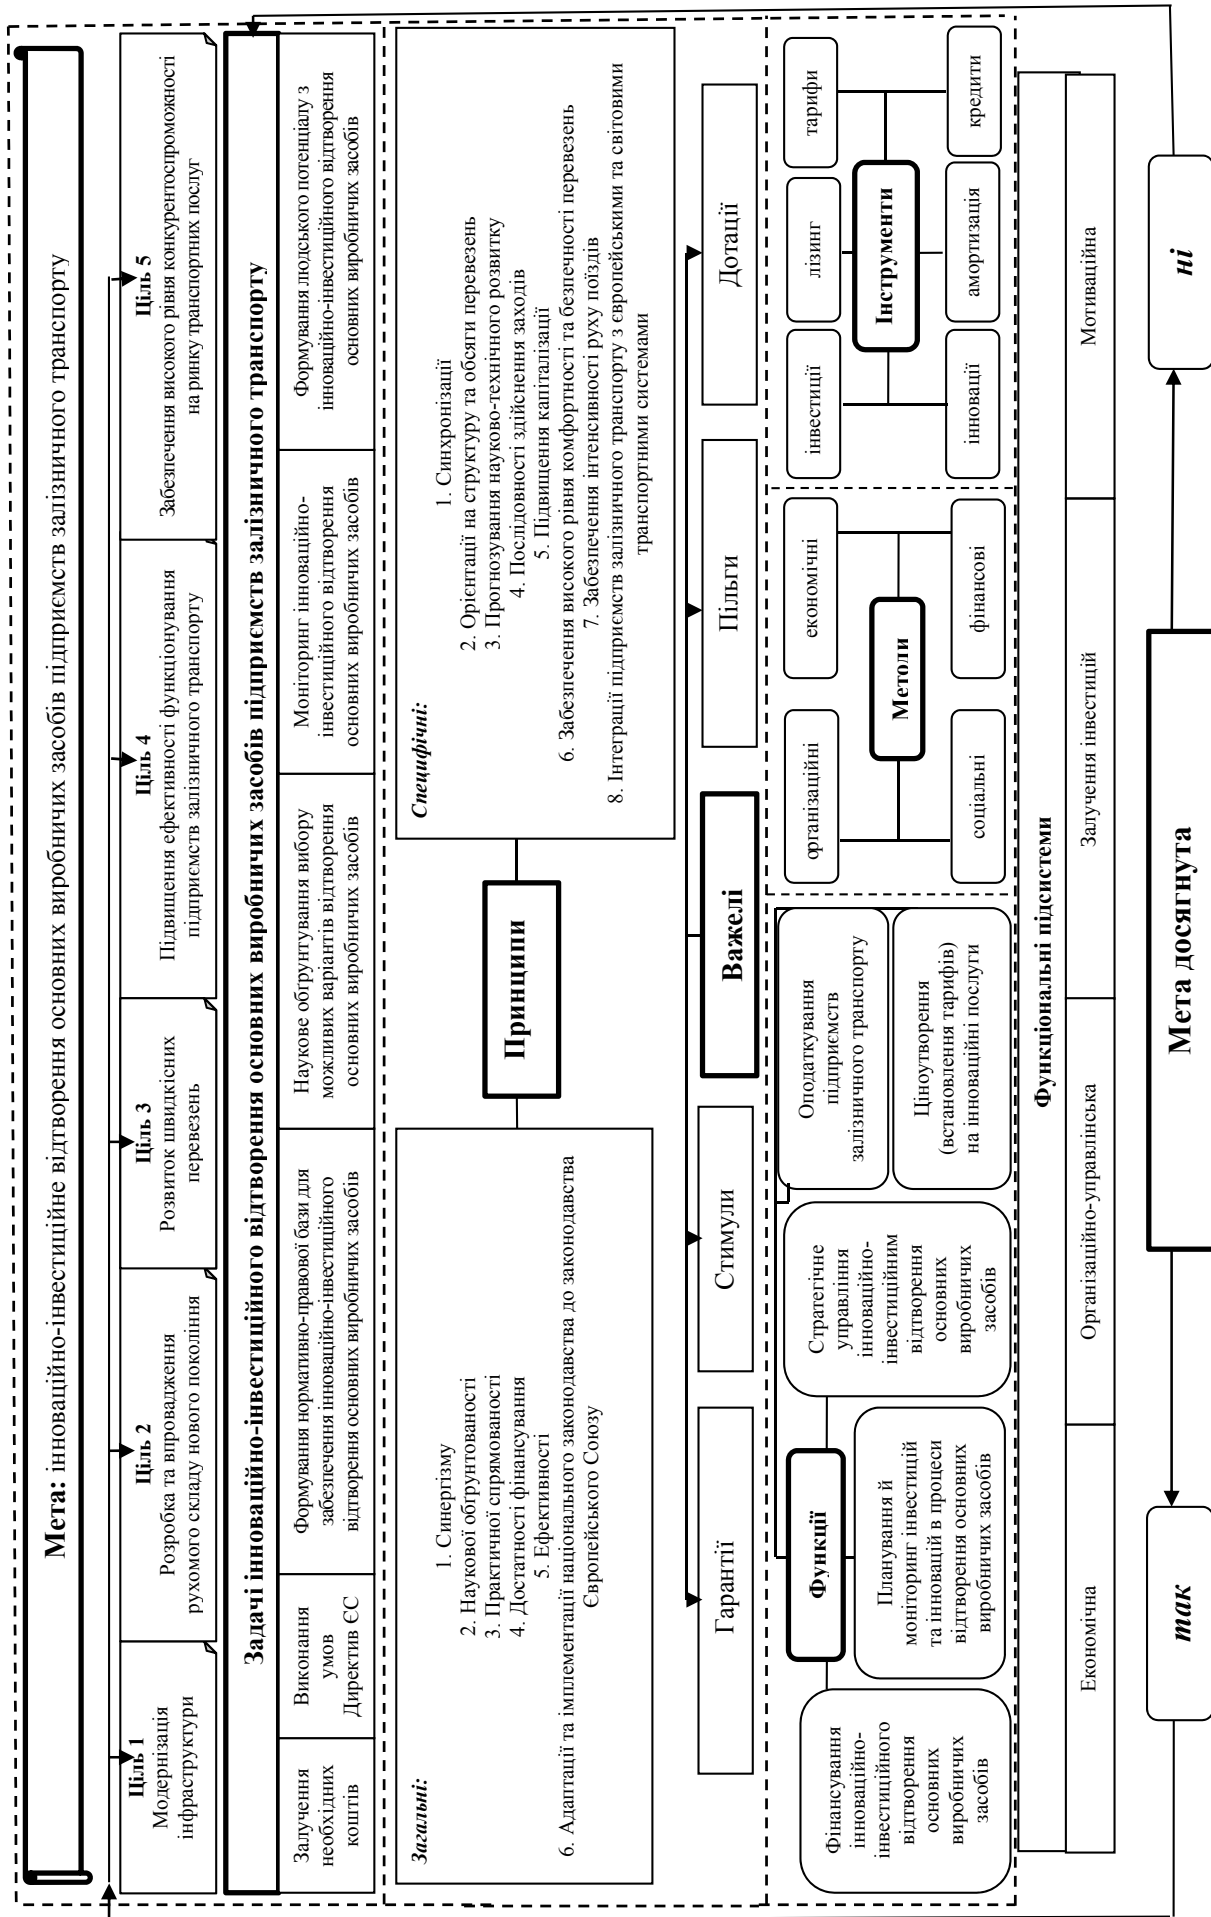 Мета: інноваційно-інвестиційне відтворення основних виробничих засобів підприємств залізничного транспорту
Ціль 1
Модернізація
інфраструктури
Ціль 2
Розробка та впровадження
рухомого складу нового покоління
Ціль 3
Розвиток швидкісних
перевезень
Ціль 4
Підвищення ефективності функціонування
підприємств залізничного транспорту
Ціль 5
Забезпечення високого рівня конкурентоспроможності
на ринку транспортних послуг
Задачі інноваційно-інвестиційного відтворення основних виробничих засобів підприємств залізничного транспорту
Залучення
необхідних
коштів
Виконання
умов
Директив ЄС
Формування нормативно-правової бази для
забезпечення інноваційно-інвестиційного
відтворення основних виробничих засобів
Наукове обґрунтування вибору
можливих варіантів відтворення
основних виробничих засобів
Моніторинг інноваційно-
інвестиційного відтворення
основних виробничих засобів
Формування людського потенціалу з
інноваційно-інвестиційного відтворення
основних виробничих засобів
Загальні:
1. Синергізму
2. Наукової обґрунтованості
3. Практичної спрямованості
4. Достатності фінансування
5. Ефективності
6. Адаптації та імплементації національного законодавства до законодавства
Європейського Союзу
Принципи
Специфічні:
1. Синхронізації
2. Орієнтації на структуру та обсяги перевезень
3. Прогнозування науково-технічного розвитку
4. Послідовності здійснення заходів
5. Підвищення капіталізації
6. Забезпечення високого рівня комфортності та безпечності перевезень
7. Забезпечення інтенсивності руху поїздів
8. Інтеграції підприємств залізничного транспорту з європейськими та світовими
транспортними системами
Гарантії
Стимули
Важелі
Пільги
Дотації
Функції
Фінансування
інноваційно-
інвестиційного
відтворення
основних
виробничих
засобів
Планування й
моніторинг інвестицій
та інновацій в процеси
відтворення основних
виробничих засобів
Стратегічне
управління
інноваційно-
інвестиційним
відтворення
основних
виробничих
засобів
Оподаткування
підприємств
залізничного транспорту
Ціноутворення
(встановлення тарифів)
на інноваційні послуги
організаційні
економічні
Методи
соціальні
фінансові
інвестиції
лізинг
тарифи
Інструменти
інновації
амортизація
кредити
Функціональні підсистеми
Економічна
Організаційно-управлінська
Залучення інвестицій
Мотиваційна
так
Мета досягнута
ні